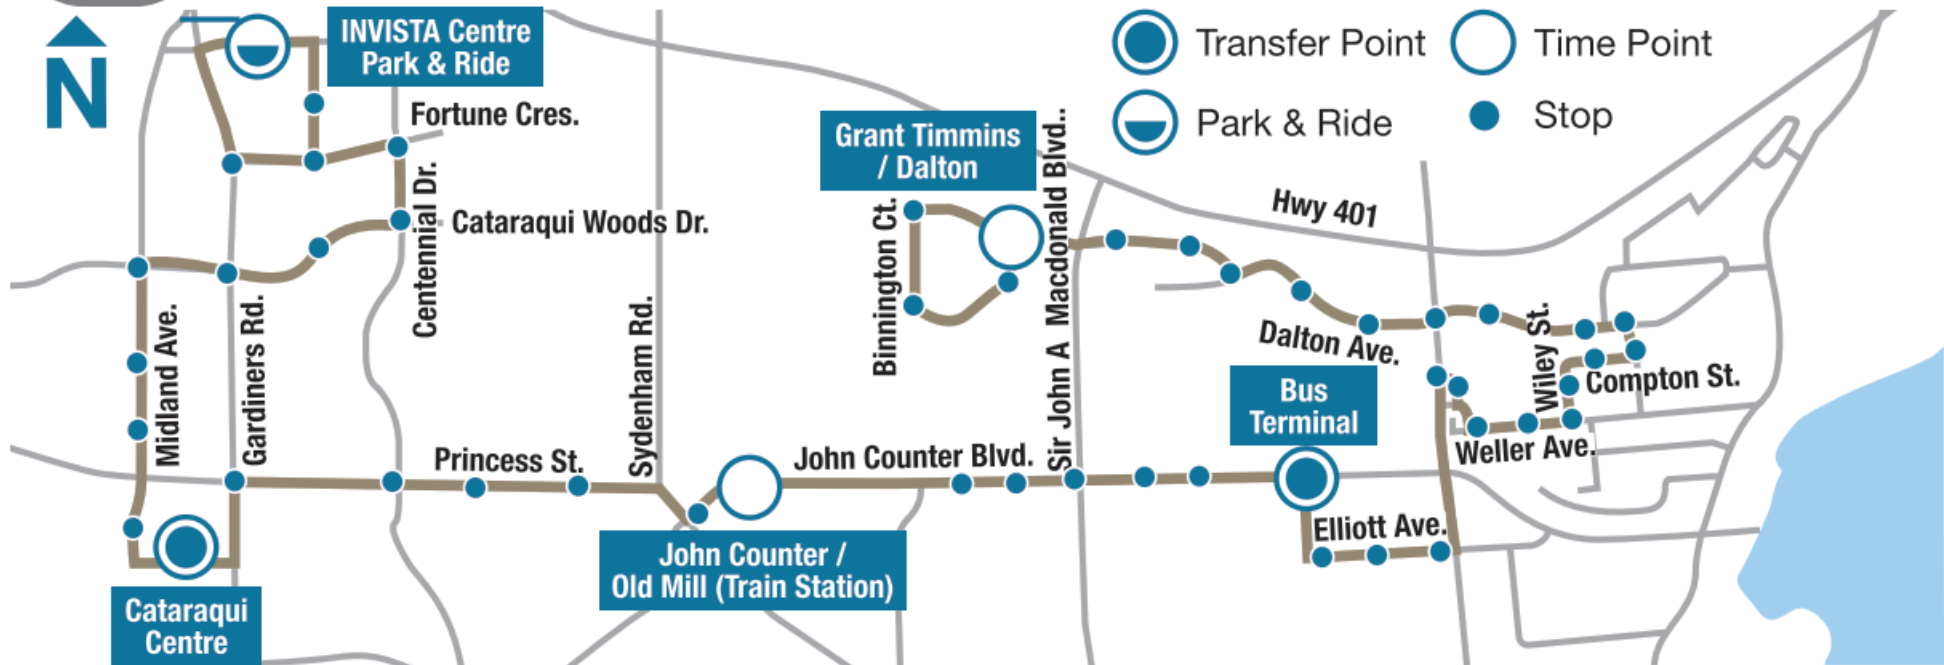 N
INVISTA Centre
Park & Ride
Transfer Point
Time Point
Park & Ride
Stop
Fortune Cres.
Grant Timmins
/ Dalton
Sir John A Macdonald Blvd..
Centennial Dr.
Cataraqui Woods Dr.
Hwy 401
Binnington Ct.
Midland Ave.
Gardiners Rd.
Sydenham Rd.
Dalton Ave.
Wiley St.
Compton St.
Bus
Terminal
Weller Ave.
Princess St.
John Counter Blvd.
Elliott Ave.
John Counter /
Old Mill (Train Station)
Cataraqui
Centre